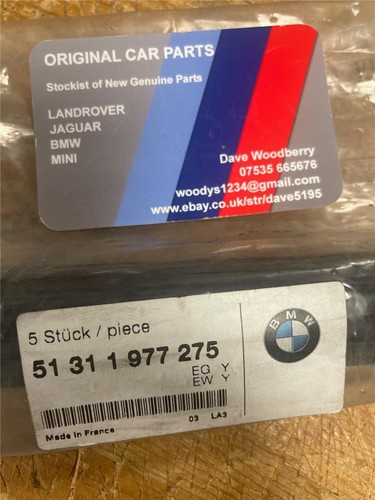 ORIGINAL CAR PARTS
Stockist of New Genuine Parts
LANDROVER
JAGUAR
BMW
MINI
Dave Woodberry
07535 665676
woodys1234@gmail.com
www.ebay.co.uk/str/dave5195
5 Stück / piece
51 31 1 977 275
EG Y
EW Y
03 LA3
Made in France
BMW